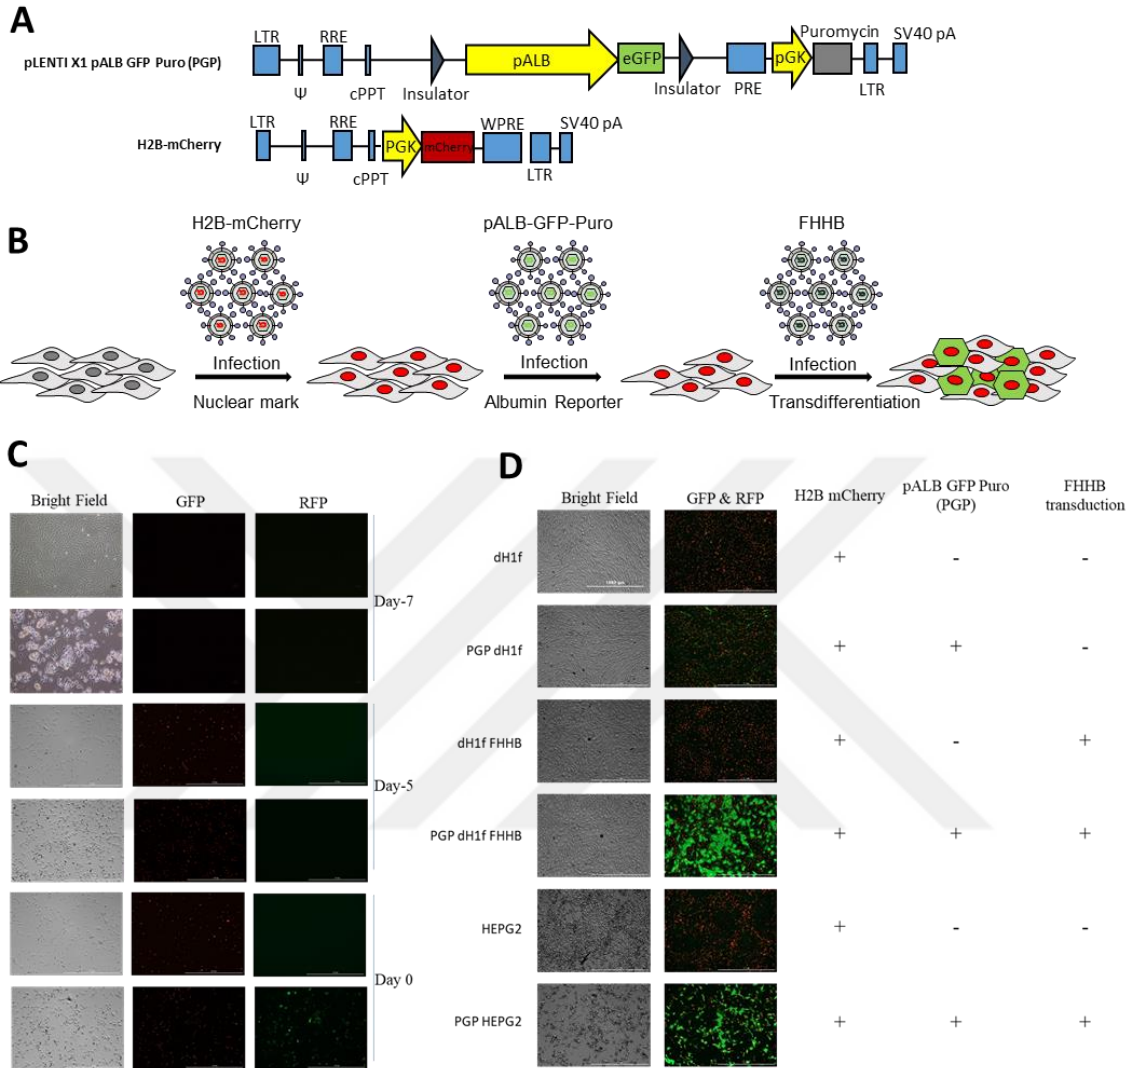 A
LTR RRE Puromycin SV40 pA
pLENTI X1 pALB GFP Puro (PGP) pALB eGFP pGK
Ψ cPPT Insulator Insulator PRE LTR
LTR RRE WPRE SV40 pA
H2B-mCherry PGK mCherry
Ψ cPPT LTR
B
H2B-mCherry pALB-GFP-Puro FHHB
Infection Infection Infection
Nuclear mark Albumin Reporter Transdifferentiation
C
Bright Field GFP RFP
Day-7
Day-5
Day 0
D
Bright Field GFP & RFP H2B mCherry pALB GFP Puro (PGP) FHHB transduction
dH1f + - -
PGP dH1f + + -
dH1f FHHB + - +
PGP dH1f FHHB + + +
HEPG2 + - -
PGP HEPG2 + + +